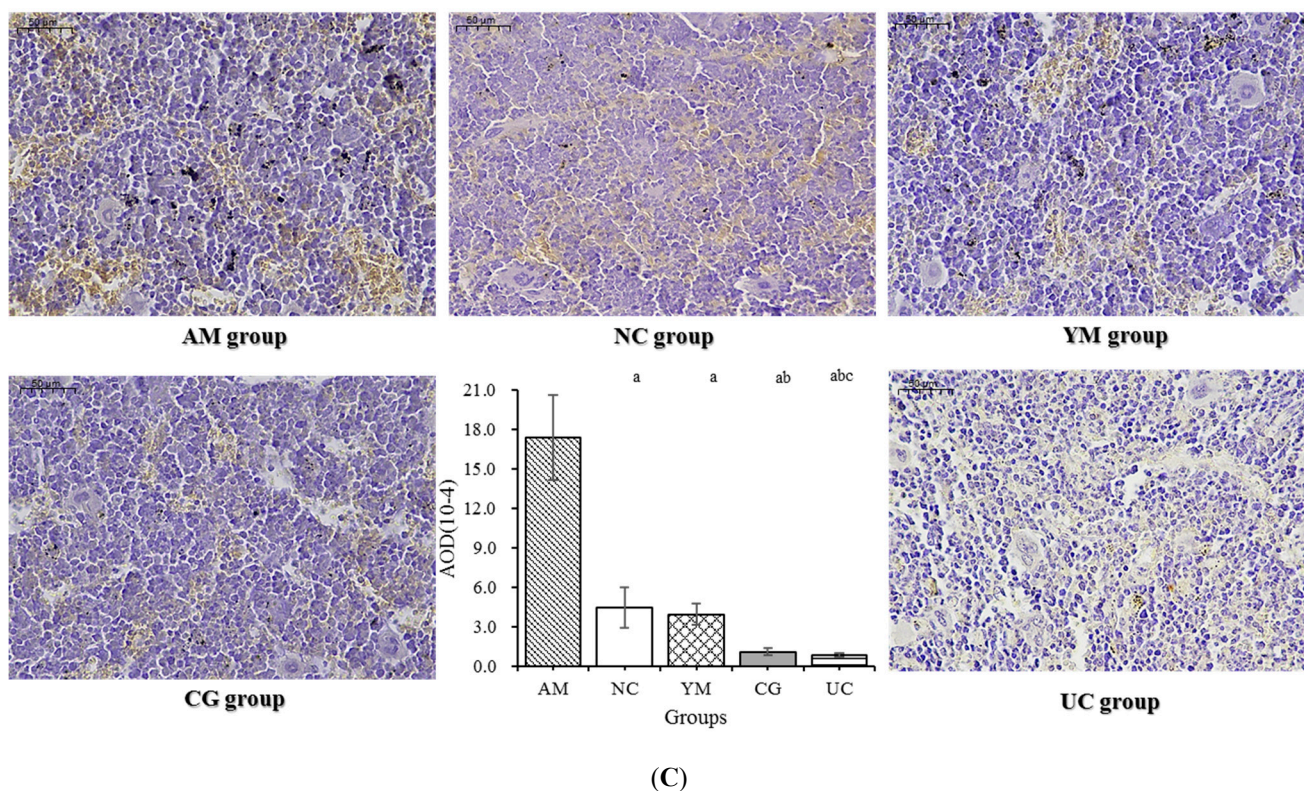 50 μm
50 μm
50 μm
AM group
NC group
YM group
50 μm
a a ab abc
50 μm
21.0
18.0
15.0
12.0
9.0
6.0
3.0
0.0
AOD(10-4)
AM NC YM CG UC
Groups
CG group
UC group
(C)